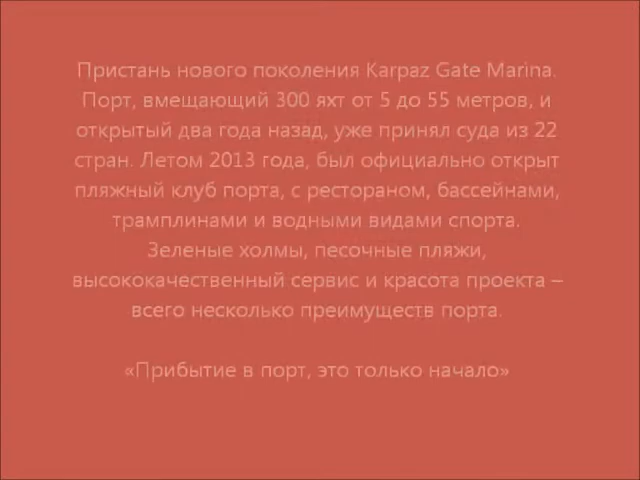 Пристань нового поколения Karpaz Gate Marina.
Порт, вмещающий 300 яхт от 5 до 55 метров, и
открытый два года назад, уже принял суда из 22
стран. Летом 2013 года, был официально открыт
пляжный клуб порта, с рестораном, бассейнами,
трамплинами и водными видами спорта.
Зеленые холмы, песочные пляжи,
высококачественный сервис и красота проекта –
всего несколько преимуществ порта.
«Прибытие в порт, это только начало»